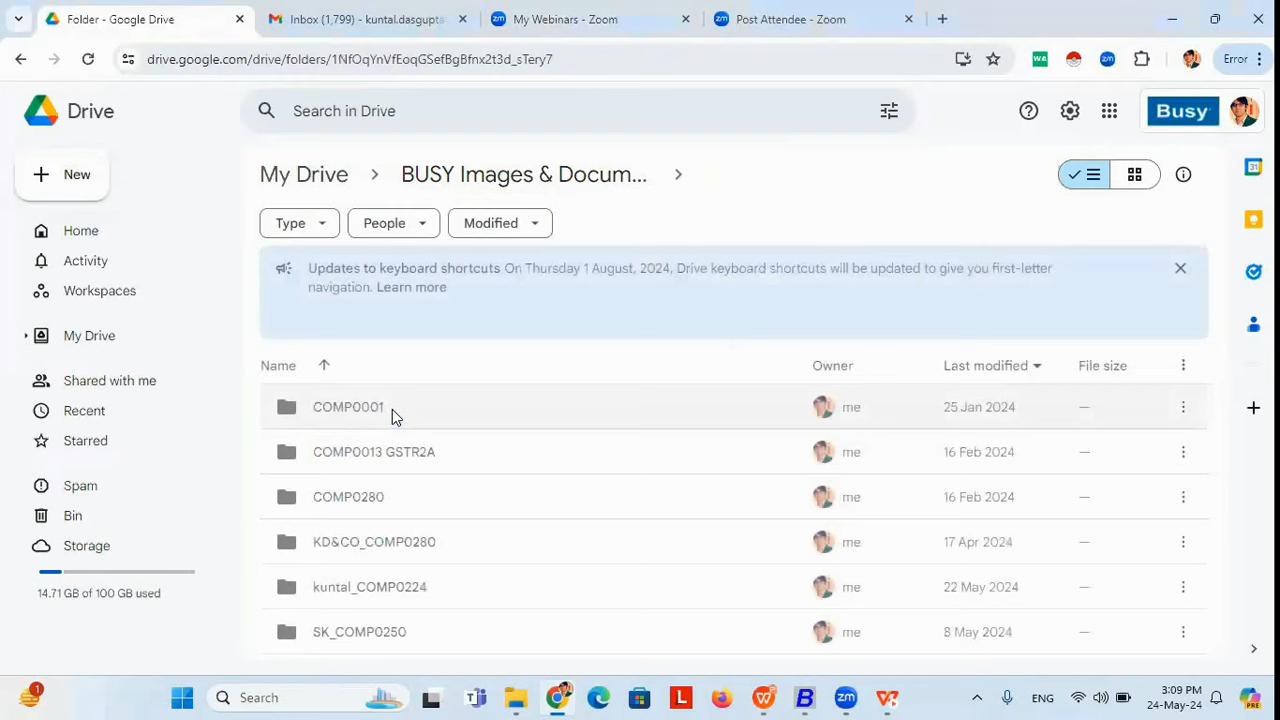 Folder - Google Drive
Inbox (1,799) - kuntal.dasgupta
My Webinars - Zoom
Post Attendee - Zoom
drive.google.com/drive/folders/
Error
Drive
Search in Drive
Busy
New
My Drive > BUSY Images & Docum... >
Type
People
Modified
Home
Activity
Workspaces
My Drive
Shared with me
Recent
Starred
Spam
Bin
Storage
14.71 GB of 100 GB used
Updates to keyboard shortcuts On Thursday 1 August, 2024, Drive keyboard shortcuts will be updated to give you first-letter
navigation. Learn more
Name Owner Last modified File size
COMP0001 me 25 Jan 2024 —
COMP0013 GSTR2A me 16 Feb 2024 —
COMP0280 me 16 Feb 2024 —
KD&CO_COMP0280 me 17 Apr 2024 —
kuntal_COMP0224 me 22 May 2024 —
SK_COMP0250 me 8 May 2024 —
Search
ENG
3:09 PM
24-May-24